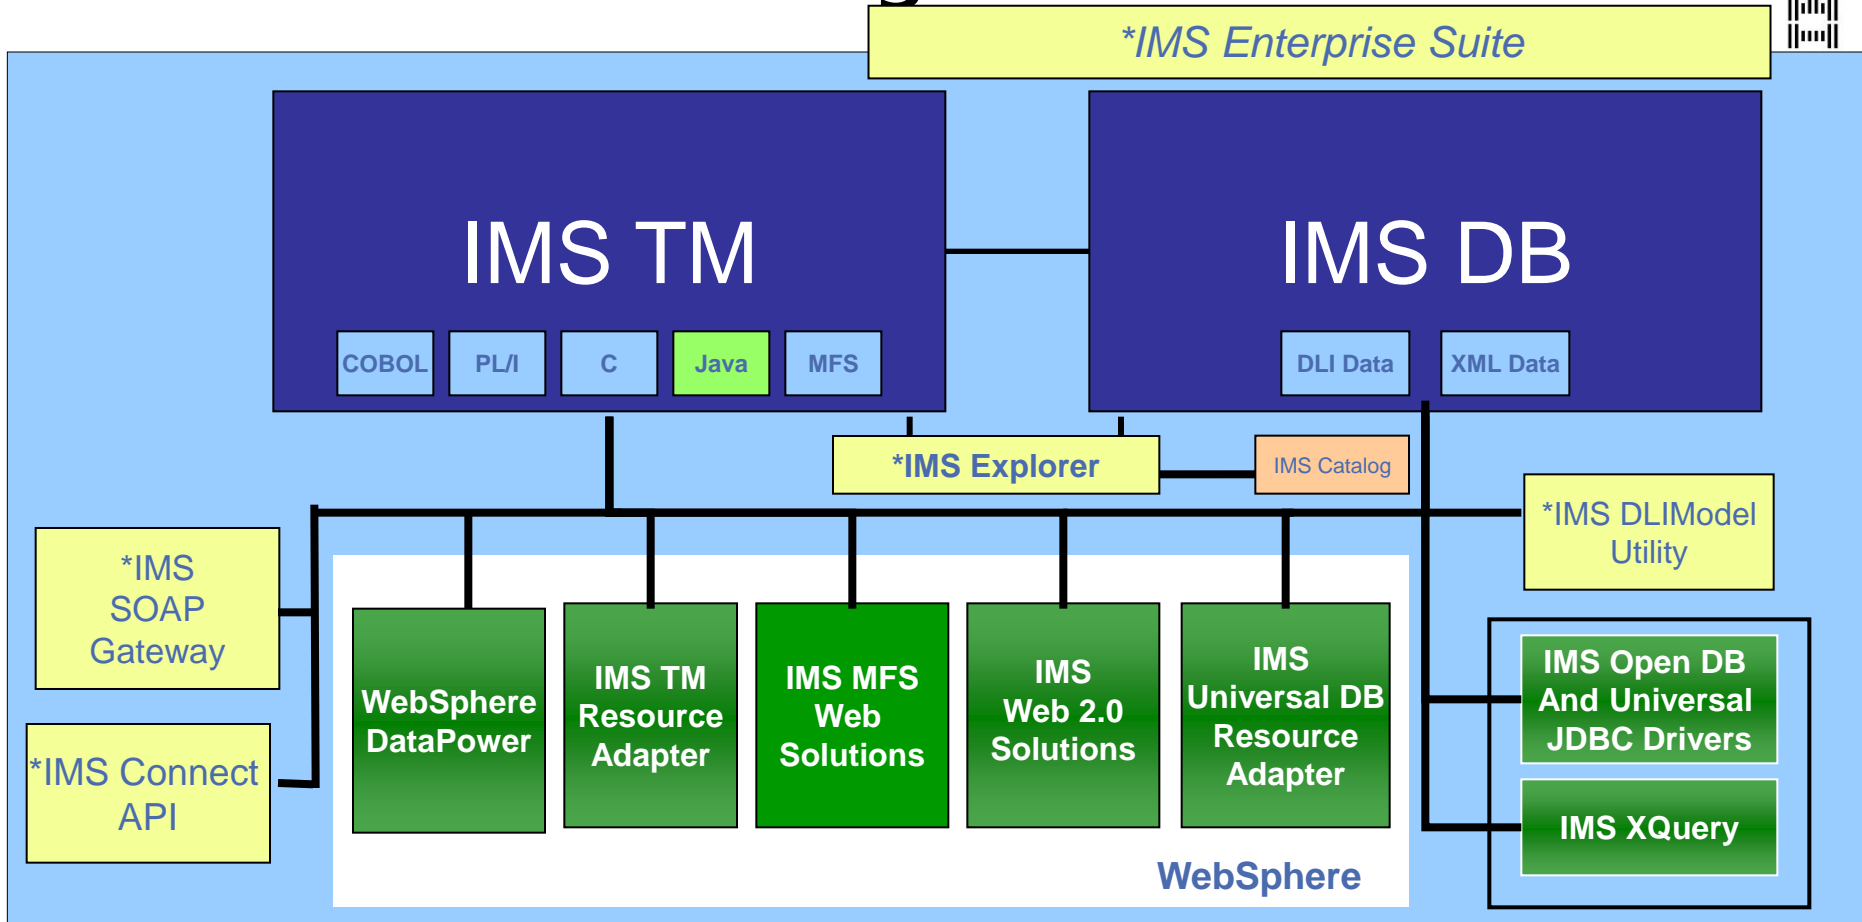 *IMS Enterprise Suite
IMS TM
IMS DB
COBOL
PL/I
C
Java
MFS
DLI Data
XML Data
*IMS Explorer
IMS Catalog
*IMS DLIModel
Utility
*IMS
SOAP
Gateway
*IMS Connect
API
WebSphere
DataPower
IMS TM
Resource
Adapter
IMS MFS
Web
Solutions
IMS
Web 2.0
Solutions
IMS
Universal DB
Resource
Adapter
IMS Open DB
And Universal
JDBC Drivers
IMS XQuery
WebSphere